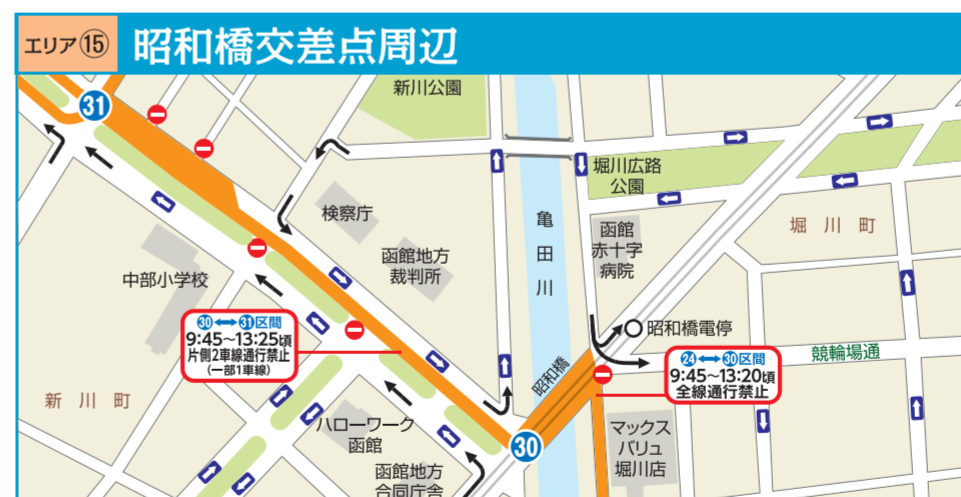 エリア⑮
昭和橋交差点周辺
31
新川公園
堀川広路
公園
検察庁
亀田川
函館
赤十字
病院
堀川町
函館地方
裁判所
中部小学校
30↔31区間
9:45〜13:25頃
片側2車線通行禁止
（一部1車線）
昭和橋電停
競輪場通
24↔30区間
9:45〜13:20頃
全線通行禁止
昭和橋
新川町
ハローワーク
函館
30
マックス
バリュ
堀川店
函館地方
合同庁舎